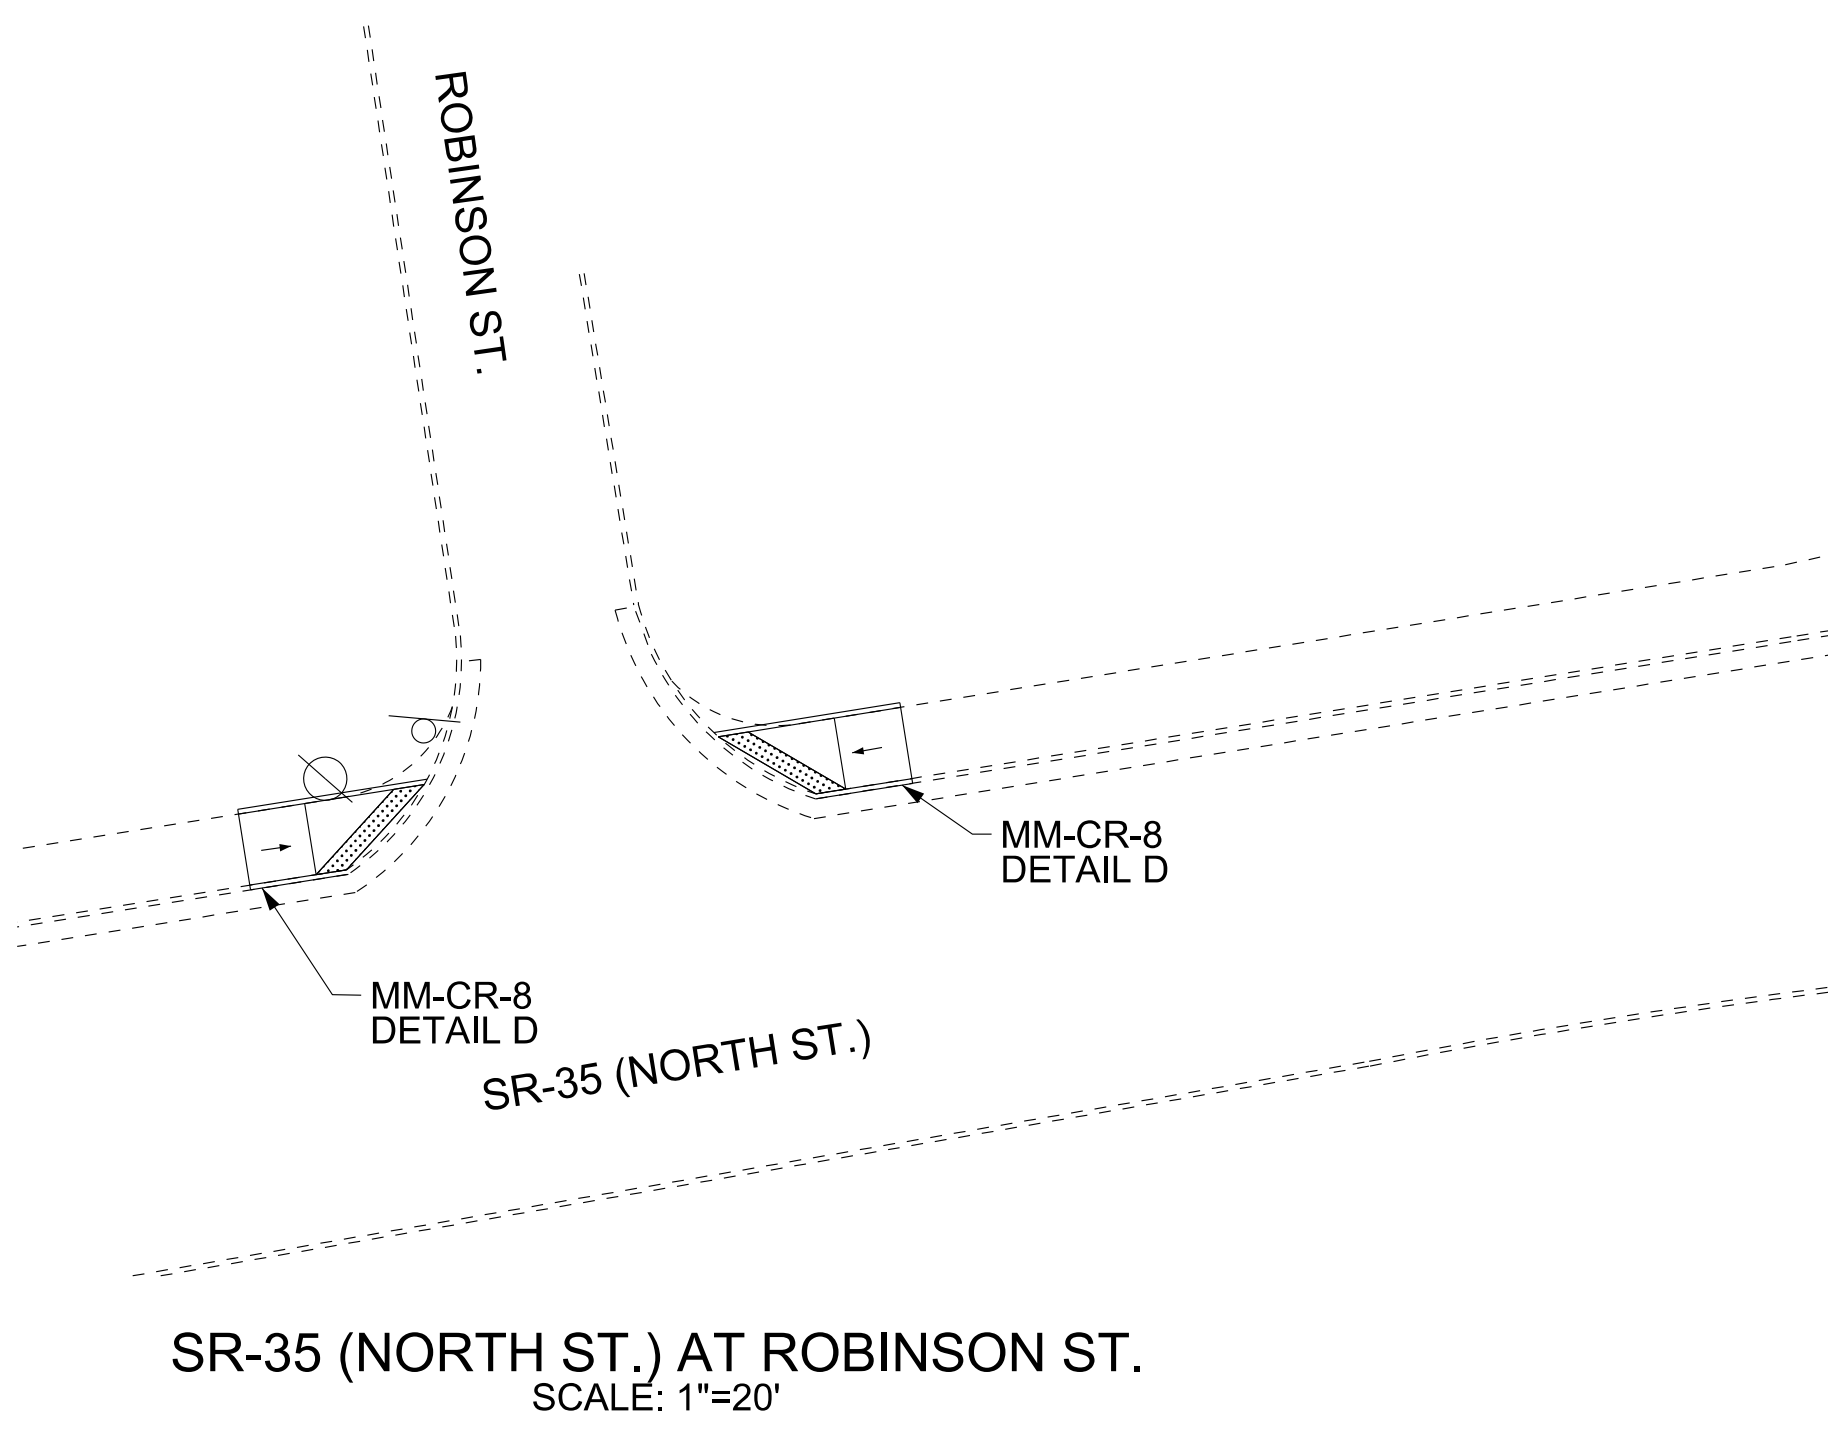 ROBINSON ST.
MM-CR-8
DETAIL D
MM-CR-8
DETAIL D
SR-35 (NORTH ST.)
SR-35 (NORTH ST.) AT ROBINSON ST.
SCALE: 1"=20'